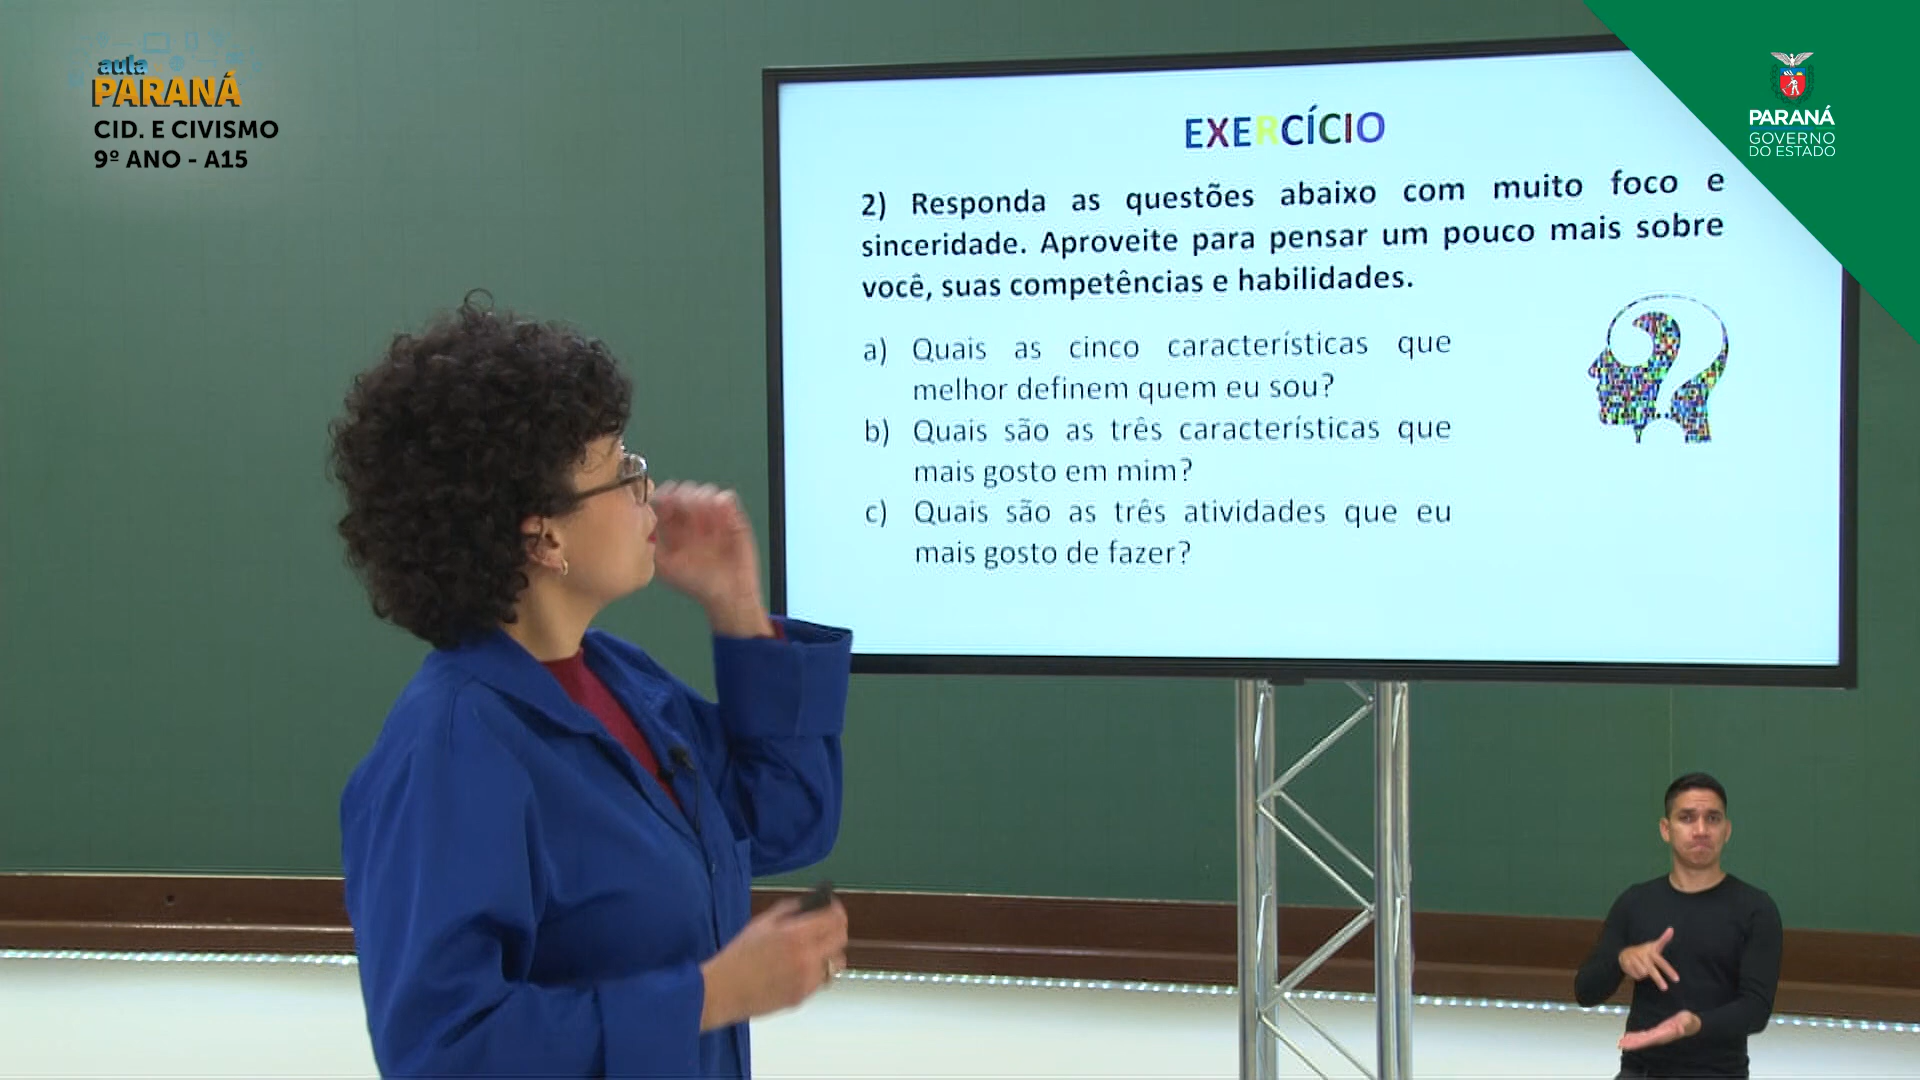 aula
PARANÁ
CID. E CIVISMO
9º ANO - A15
PARANÁ
GOVERNO
DO ESTADO
EXERCÍCIO
2) Responda as questões abaixo com muito foco e
sinceridade. Aproveite para pensar um pouco mais sobre
você, suas competências e habilidades.
a) Quais as cinco características que
melhor definem quem eu sou?
b) Quais são as três características que
mais gosto em mim?
c) Quais são as três atividades que eu
mais gosto de fazer?